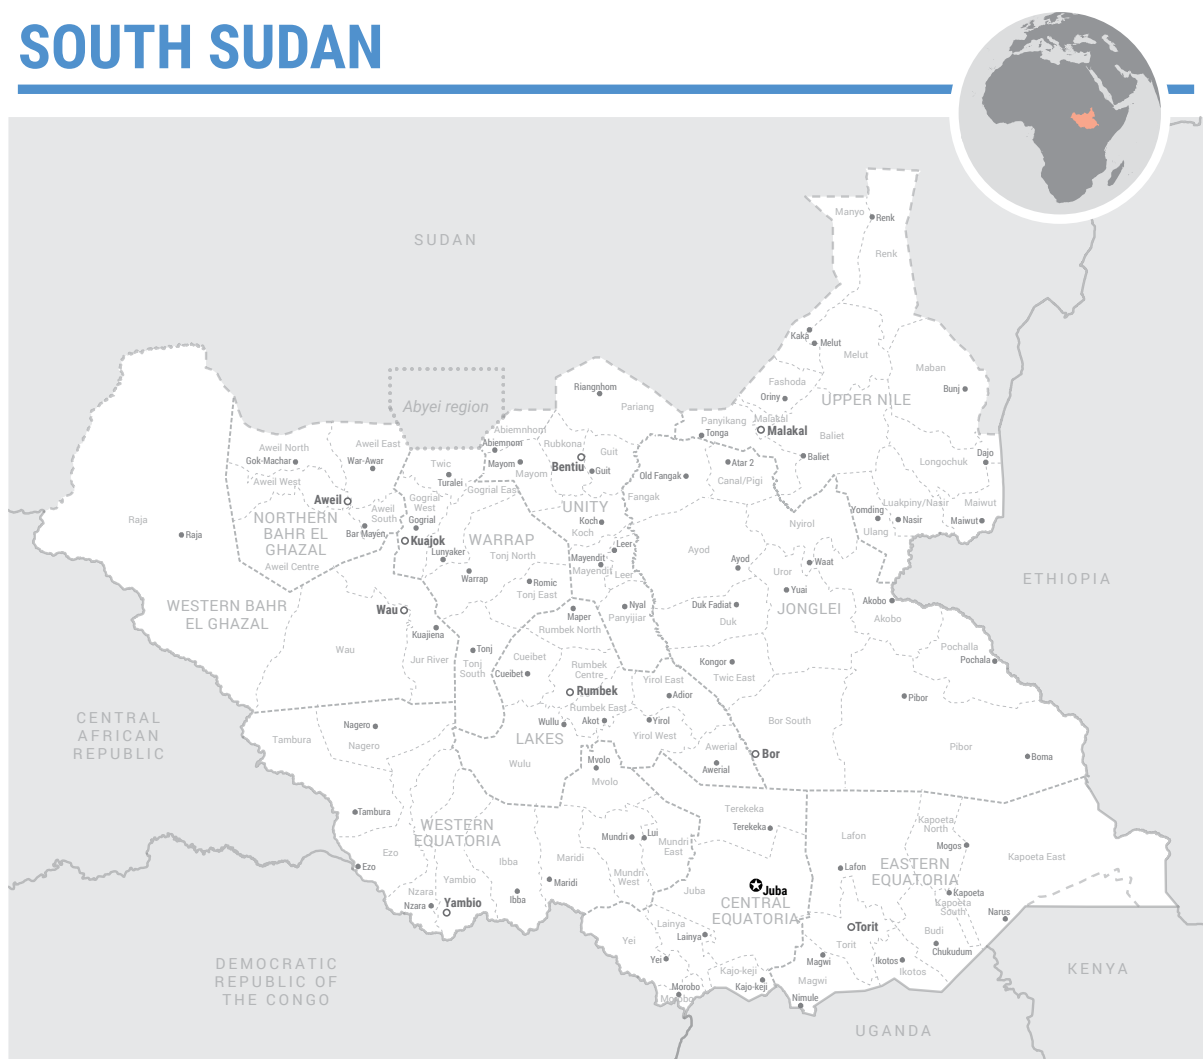 SOUTH SUDAN
SUDAN
Manyo
Renk
Renk
Kaka
Melut
Melut
Maban
Bunj
Fashoda
Oriny
UPPER NILE
Riangnhom
Pariang
Abyei region
Panyikang
Malakal
Malakal
Tonga
Baliet
Baliet
Abiemnhom
Abiemnom
Rubkona
Guit
Bentiu
Guit
Mayom
Mayom
Aweil North
Aweil East
Gok-Machar
War-Awar
Aweil West
Twic
Turalei
Gogrial East
Old Fangak
Atar 2
Canal/Pigi
Fangak
Longochuk
Dajo
Luakpiny/Nasir
Maiwut
Yomding
Nasir
Maiwut
Ulang
Nyirol
Aweil
Aweil
South
Gogrial
West
Gogrial
NORTHERN
BAHR EL
GHAZAL
Bar Mayen
Aweil Centre
Raja
Raja
UNITY
Koch
Koch
Kuajok
WARRAP
Lunyaker
Tonj North
Warrap
Romic
Tonj East
Leer
Mayendit
Mayendit
Leer
Ayod
Ayod
Waat
Uror
Yuai
ETHIOPIA
WESTERN BAHR
EL GHAZAL
Wau
Kuajiena
Wau
Jur River
Maper
Rumbek North
Nyal
Panyijiar
Duk Fadiat
Duk
JONGLEI
Akobo
Akobo
Pochalla
Pochala
Tonj
Tonj
South
Cueibet
Cueibet
Rumbek
Centre
Rumbek
Rumbek East
Yirol East
Adior
Kongor
Twic East
Pibor
CENTRAL
AFRICAN
REPUBLIC
Nagero
Nagero
Tambura
Wullu
Akot
Yirol
Yirol West
LAKES
Wulu
Mvolo
Mvolo
Awerial
Awerial
Bor South
Bor
Pibor
Boma
Tambura
WESTERN
EQUATORIA
Terekeka
Terekeka
Kapoeta
North
Lafon
Mogos
Kapoeta East
Mundri
Lui
Mundri
East
Ezo
Ezo
Ibba
Maridi
Mundri
West
Lafon
EASTERN
EQUATORIA
Nzara
Nzara
Yambio
Yambio
Ibba
Maridi
Juba
Juba
CENTRAL
EQUATORIA
Kapoeta
Kapoeta
South
Narus
Lainya
Lainya
Yei
Yei
Torit
Torit
Budi
Chukudum
Magwi
Ikotos
Ikotos
Kajo-keji
Kajo-keji
Magwi
Morobo
Morobo
Nimule
DEMOCRATIC
REPUBLIC OF
THE CONGO
KENYA
UGANDA